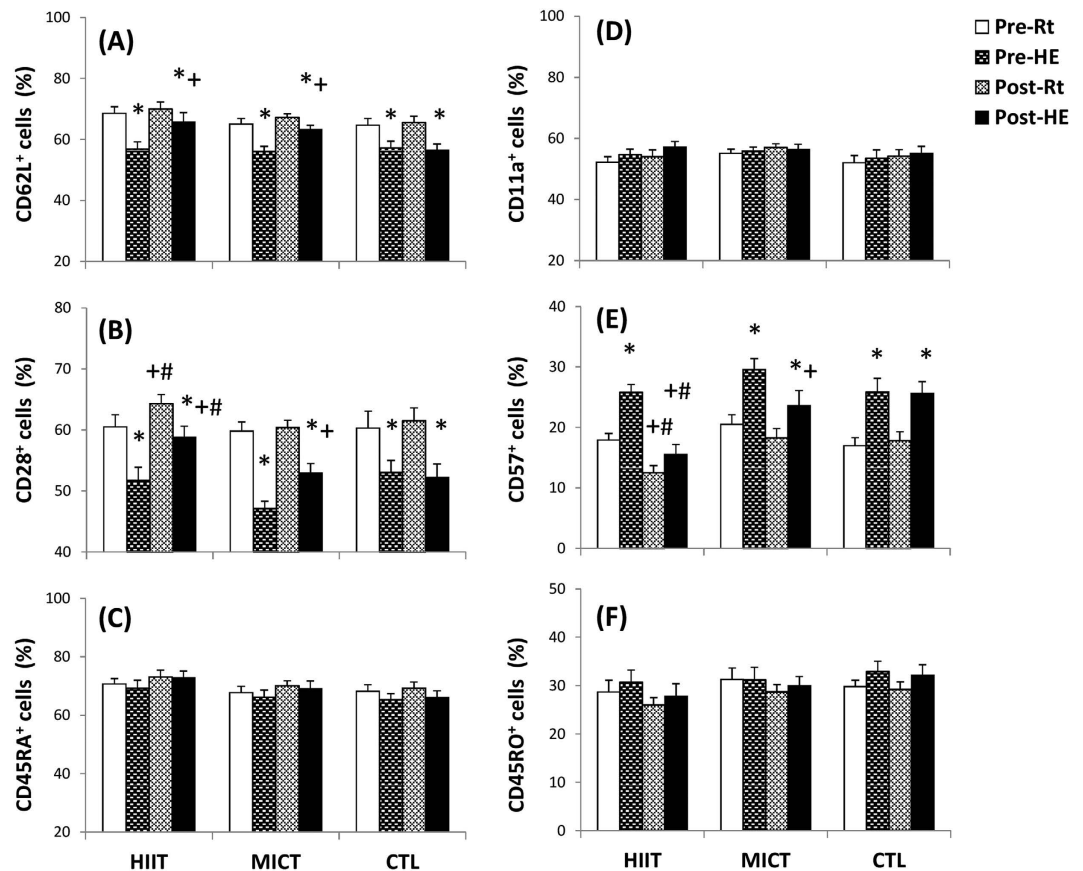 (A)
CD62L⁺ cells (%)
100
80
60
40
20
* *+ * *+ * *
(D)
CD11a⁺ cells (%)
100
80
60
40
20
Pre-Rt
Pre-HE
Post-Rt
Post-HE
(B)
CD28⁺ cells (%)
80
70
60
50
40
* +# *+# * *+ * *
(E)
CD57⁺ cells (%)
40
30
20
10
0
* +# +# * *+ * *
(C)
CD45RA⁺ cells (%)
100
80
60
40
20
HIIT MICT CTL
(F)
CD45RO⁺ cells (%)
50
40
30
20
10
0
HIIT MICT CTL